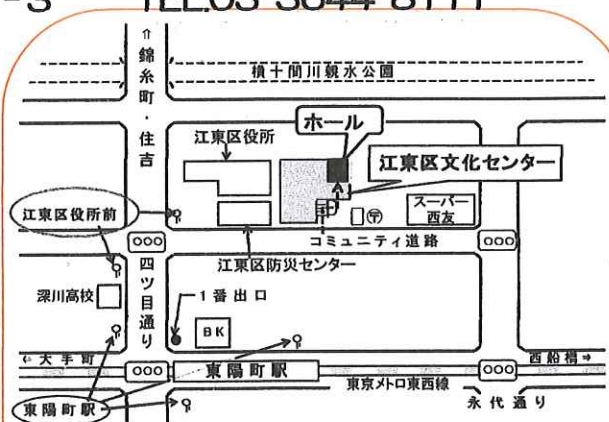 TEL.03-3644-8111
⇧錦糸町・住吉
横十間川親水公園
ホール
江東区役所
江東区文化センター
スーパー西友
〒
江東区役所前
コミュニティ道路
江東区防災センター
四ツ目通り
深川高校
1番出口
BK
⇦大手町
東陽町駅
西船橋⇨
東京メトロ東西線
永代通り
東陽町駅